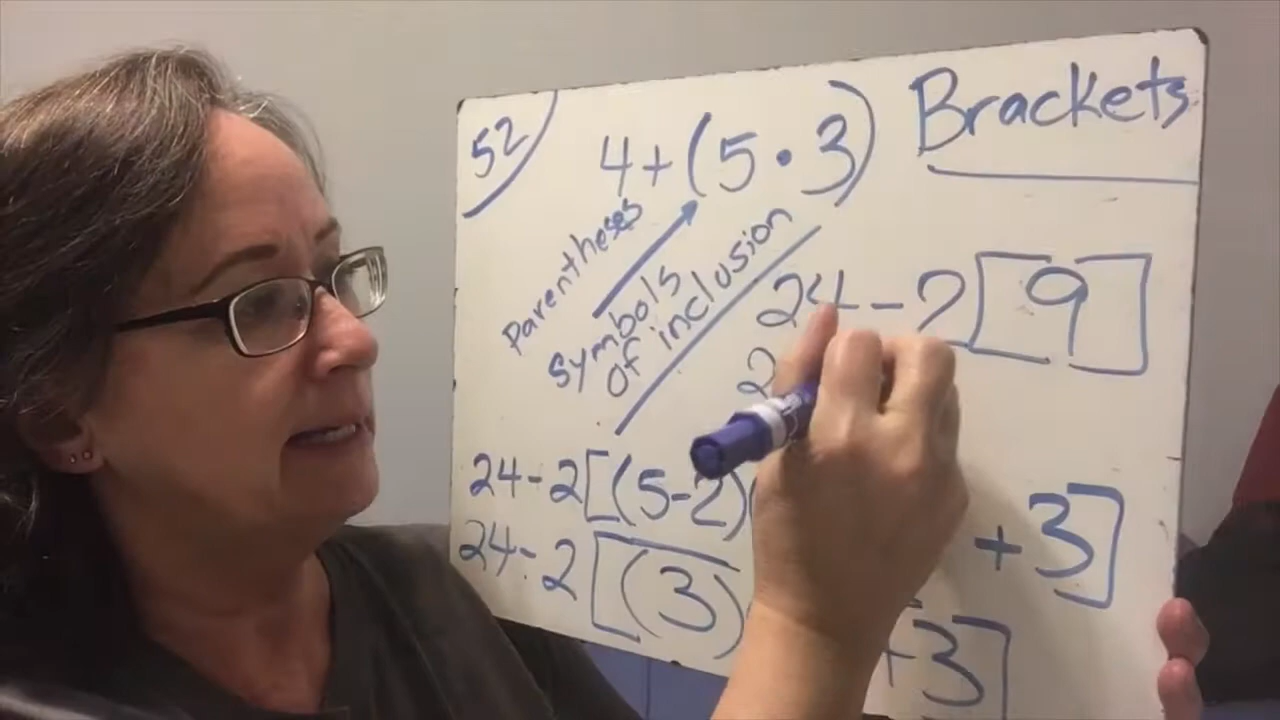 52)
4+(5·3)
Brackets
Parentheses
symbols
of inclusion
24-2[9]
2
24-2[(5-2)
+3]
24-2[(3)
+3]